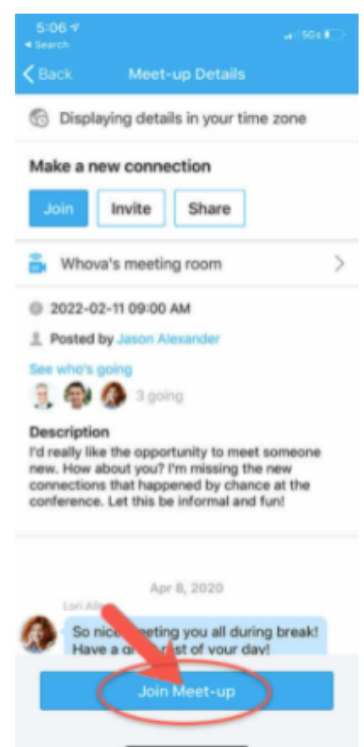 5:06
◄ Search
5Gε
Back Meet-up Details
Displaying details in your time zone
Make a new connection
Join Invite Share
Whova's meeting room
2022-02-11 09:00 AM
Posted by Jason Alexander
See who's going
3 going
Description
I'd really like the opportunity to meet someone
new. How about you? I'm missing the new
connections that happened by chance at the
conference. Let this be informal and fun!
Apr 8, 2020
Lori
So nice meeting you all during break!
Have a rest of your day!
Join Meet-up